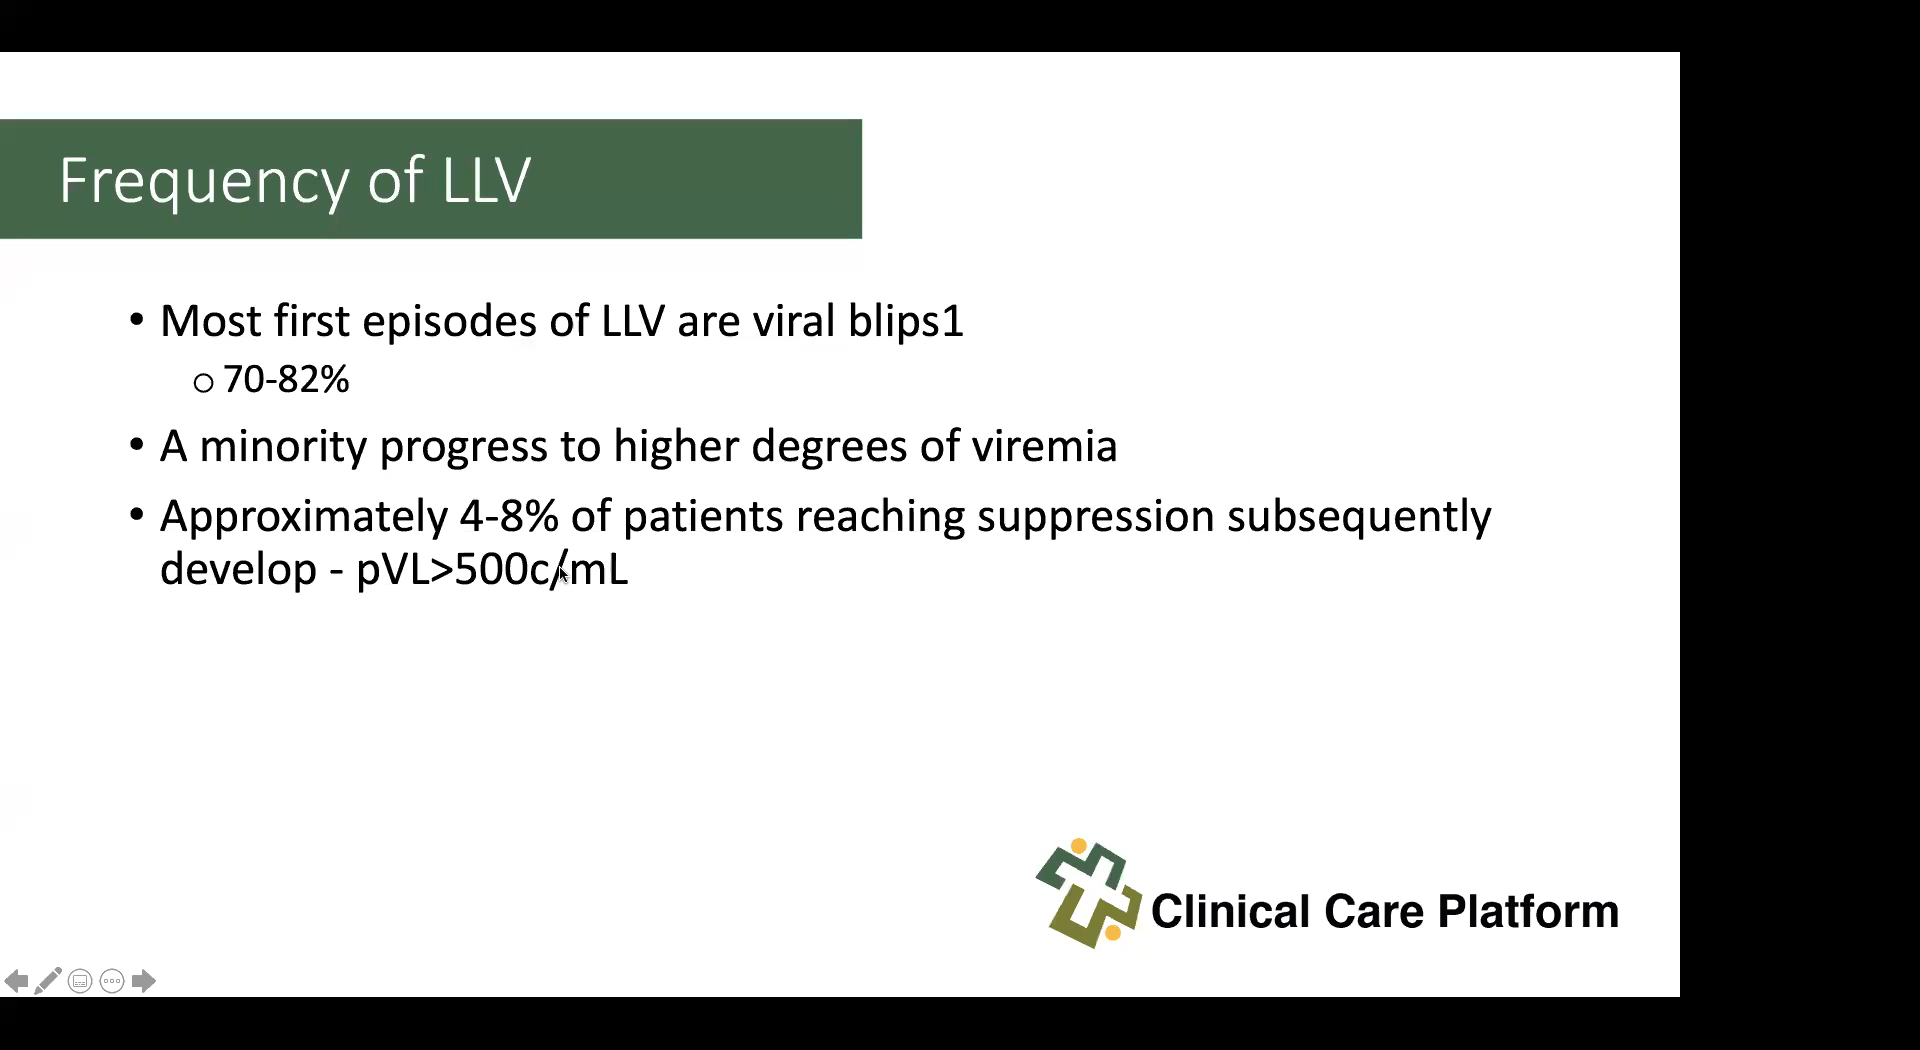 Frequency of LLV
• Most first episodes of LLV are viral blips1
o 70-82%
• A minority progress to higher degrees of viremia
• Approximately 4-8% of patients reaching suppression subsequently
develop - pVL>500c/mL
Clinical Care Platform